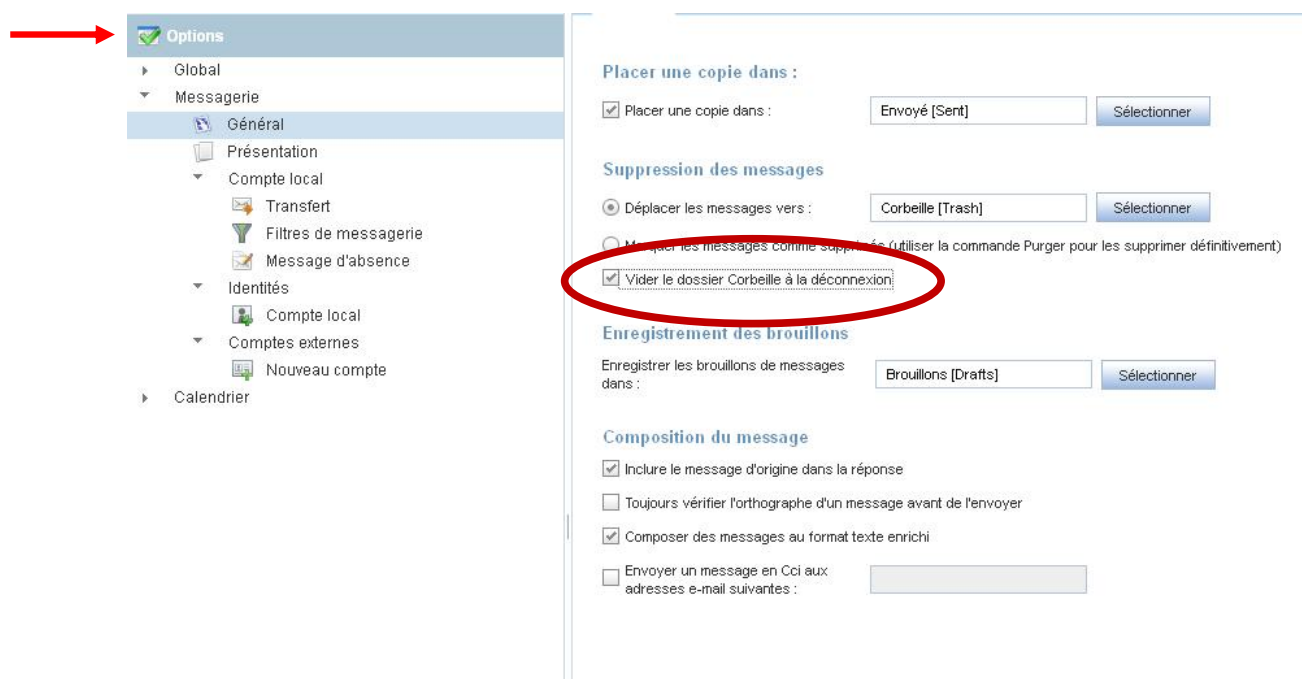 Options
Global
Messagerie
Général
Présentation
Compte local
Transfert
Filtres de messagerie
Message d'absence
Identités
Compte local
Comptes externes
Nouveau compte
Calendrier
Placer une copie dans :
Placer une copie dans : Envoyé [Sent] Sélectionner
Suppression des messages
Déplacer les messages vers : Corbeille [Trash] Sélectionner
Marquer les messages comme supprimés (utiliser la commande Purger pour les supprimer définitivement)
Vider le dossier Corbeille à la déconnexion
Enregistrement des brouillons
Enregistrer les brouillons de messages
dans : Brouillons [Drafts] Sélectionner
Composition du message
Inclure le message d'origine dans la réponse
Toujours vérifier l'orthographe d'un message avant de l'envoyer
Composer des messages au format texte enrichi
Envoyer un message en Cci aux
adresses e-mail suivantes :